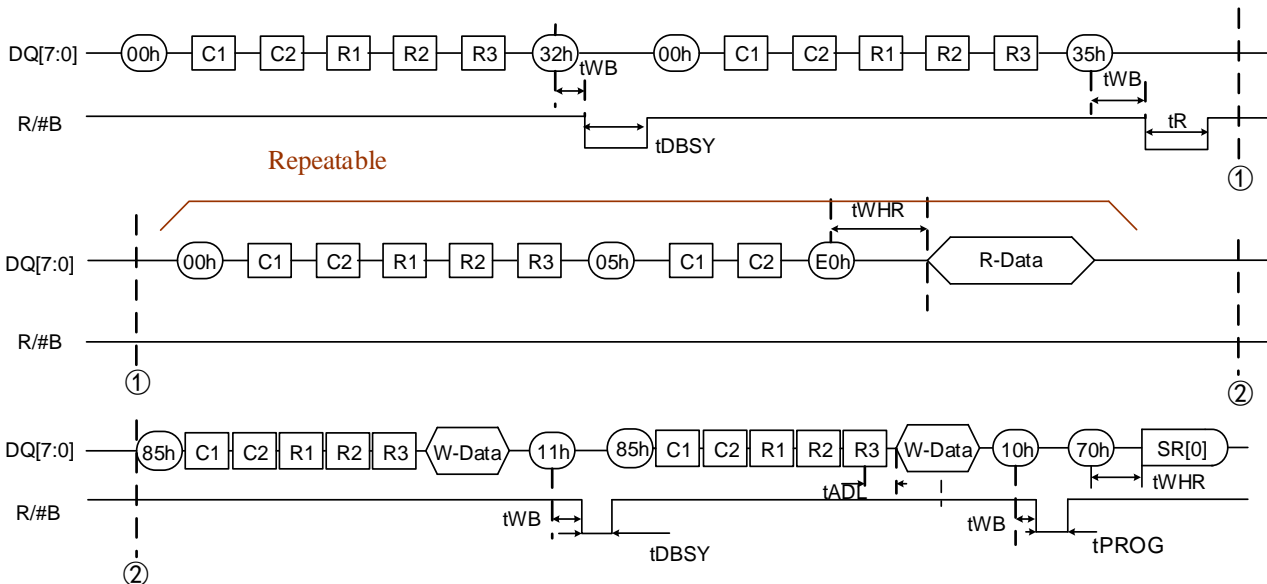 DQ[7:0] 00h C1 C2 R1 R2 R3 32h 00h C1 C2 R1 R2 R3 35h
tWB tWB
R/#B tDBSY tR
Repeatable
①
tWHR
DQ[7:0] 00h C1 C2 R1 R2 R3 05h C1 C2 E0h R-Data
R/#B
① ②
DQ[7:0] 85h C1 C2 R1 R2 R3 W-Data 11h 85h C1 C2 R1 R2 R3 W-Data 10h 70h SR[0]
tADL tWHR
R/#B tWB tWB
tDBSY tPROG
②